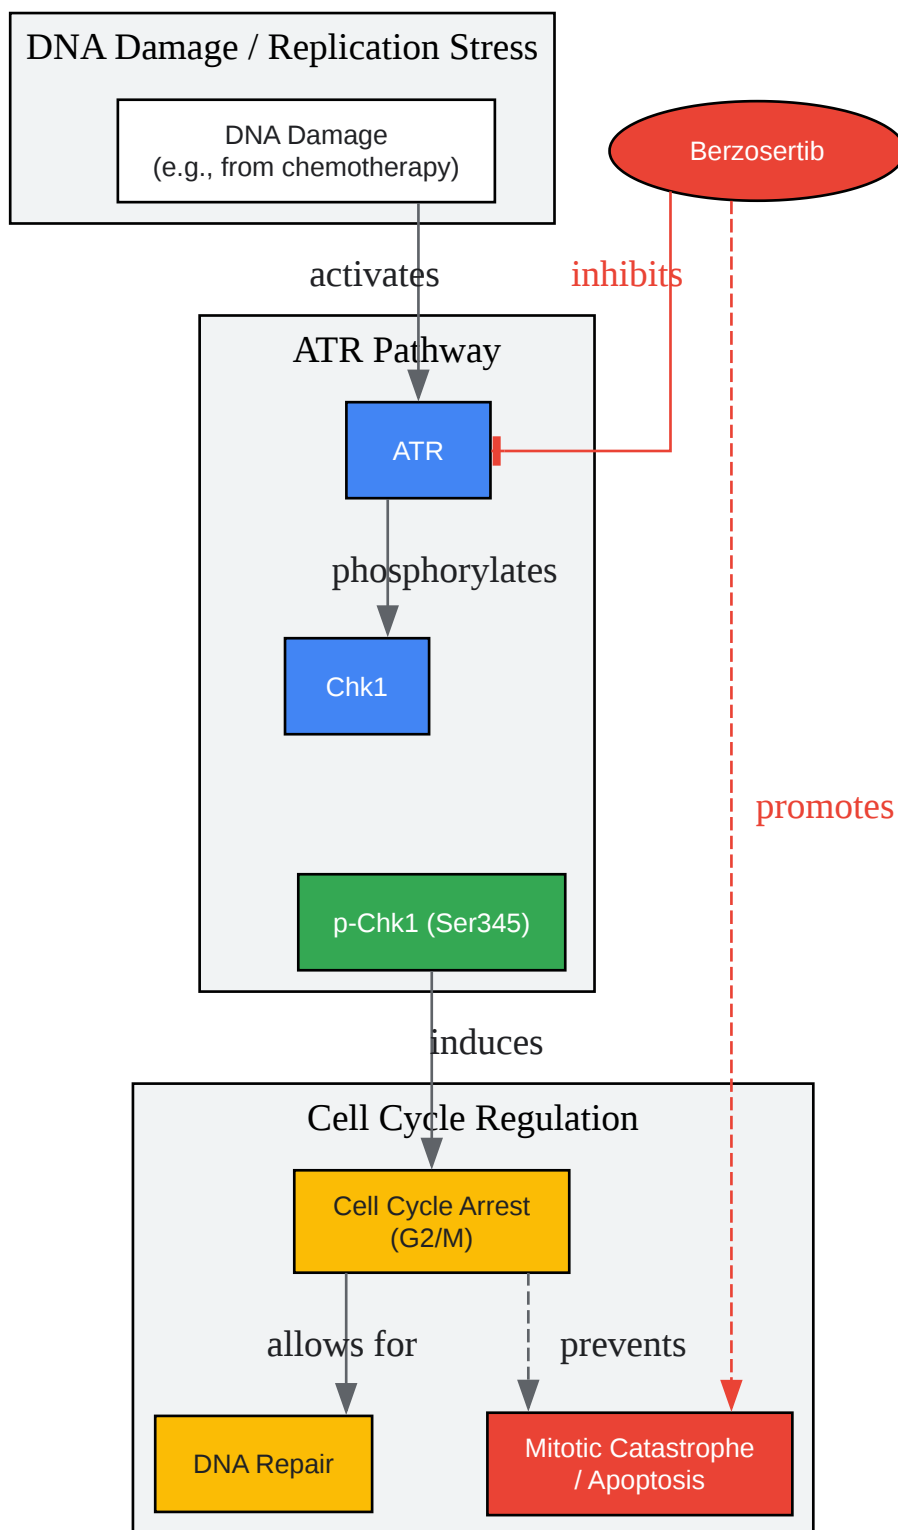 DNA Damage / Replication Stress
DNA Damage
(e.g., from chemotherapy)
Berzosertib
activates
inhibits
ATR Pathway
ATR
phosphorylates
Chk1
promotes
p-Chk1 (Ser345)
induces
Cell Cycle Regulation
Cell Cycle Arrest
(G2/M)
allows for
prevents
DNA Repair
Mitotic Catastrophe
/ Apoptosis